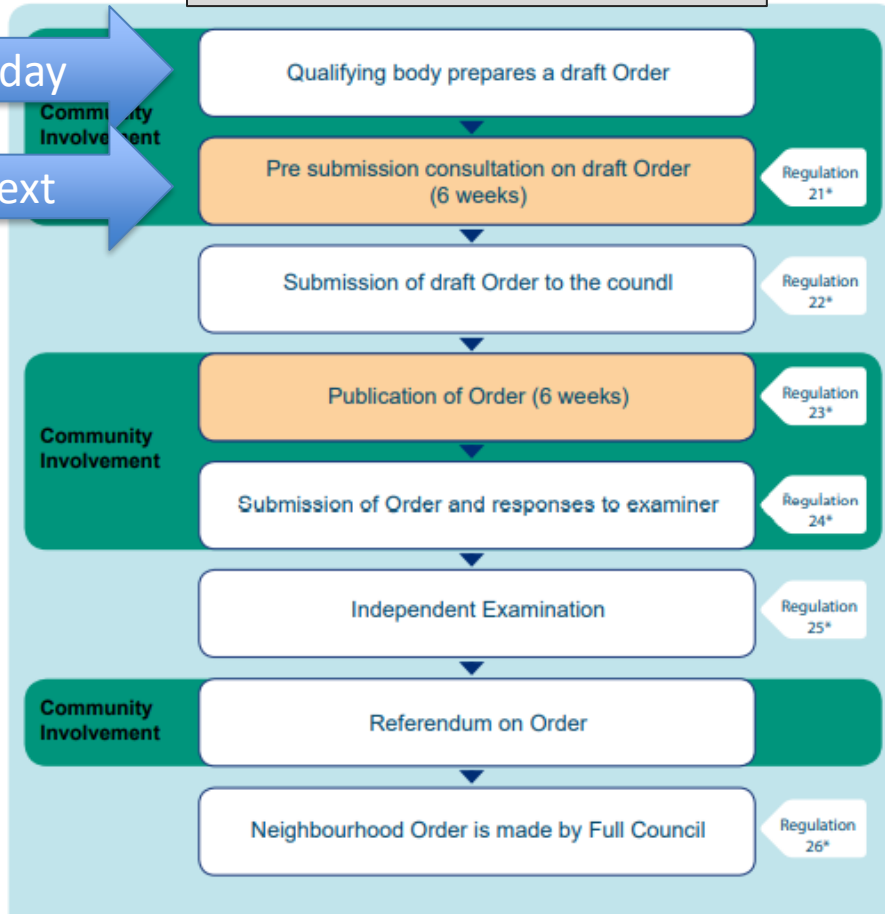 day
Qualifying body prepares a draft Order
Community
Involvement
ext
Pre submission consultation on draft Order
(6 weeks)
Regulation
21*
Submission of draft Order to the coundl
Regulation
22*
Publication of Order (6 weeks)
Regulation
23*
Community
Involvement
Submission of Order and responses to examiner
Regulation
24*
Independent Examination
Regulation
25*
Community
Involvement
Referendum on Order
Neighbourhood Order is made by Full Council
Regulation
26*